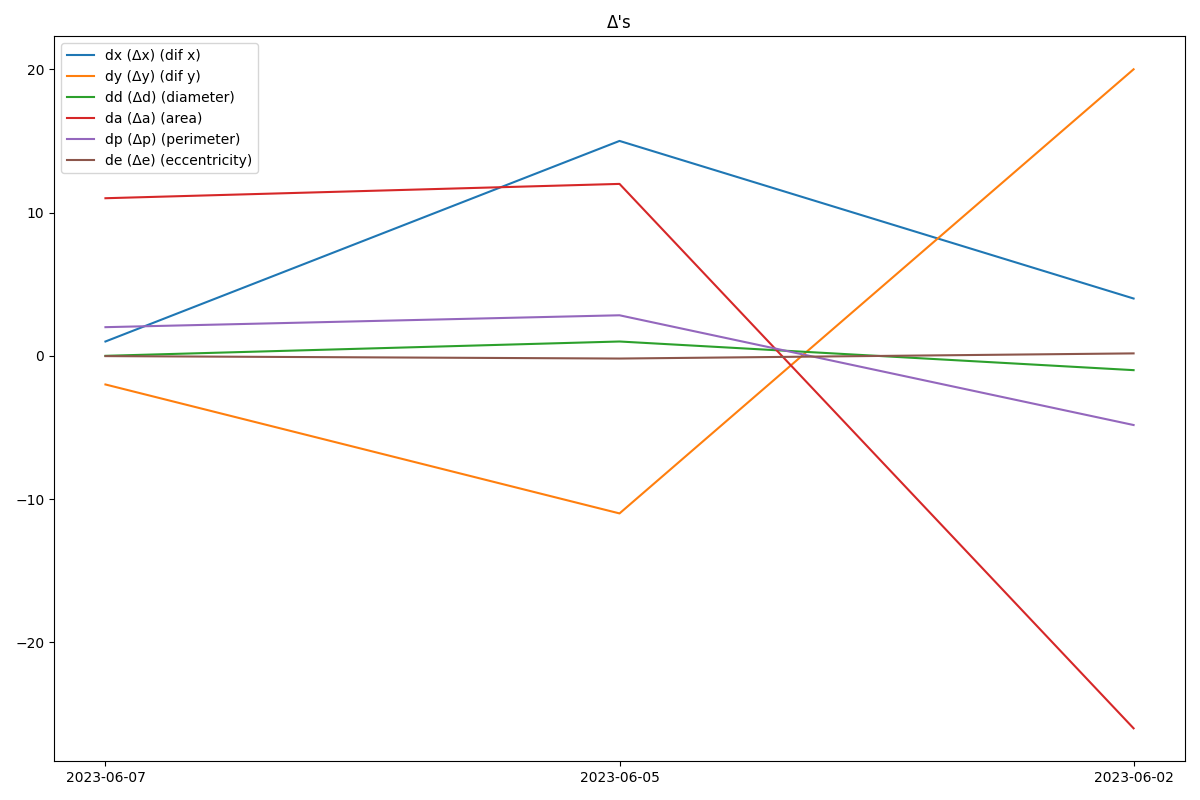 Δ's
dx (Δx) (dif x)
dy (Δy) (dif y)
dd (Δd) (diameter)
da (Δa) (area)
dp (Δp) (perimeter)
de (Δe) (eccentricity)
20
10
0
−10
−20
2023-06-07
2023-06-05
2023-06-02